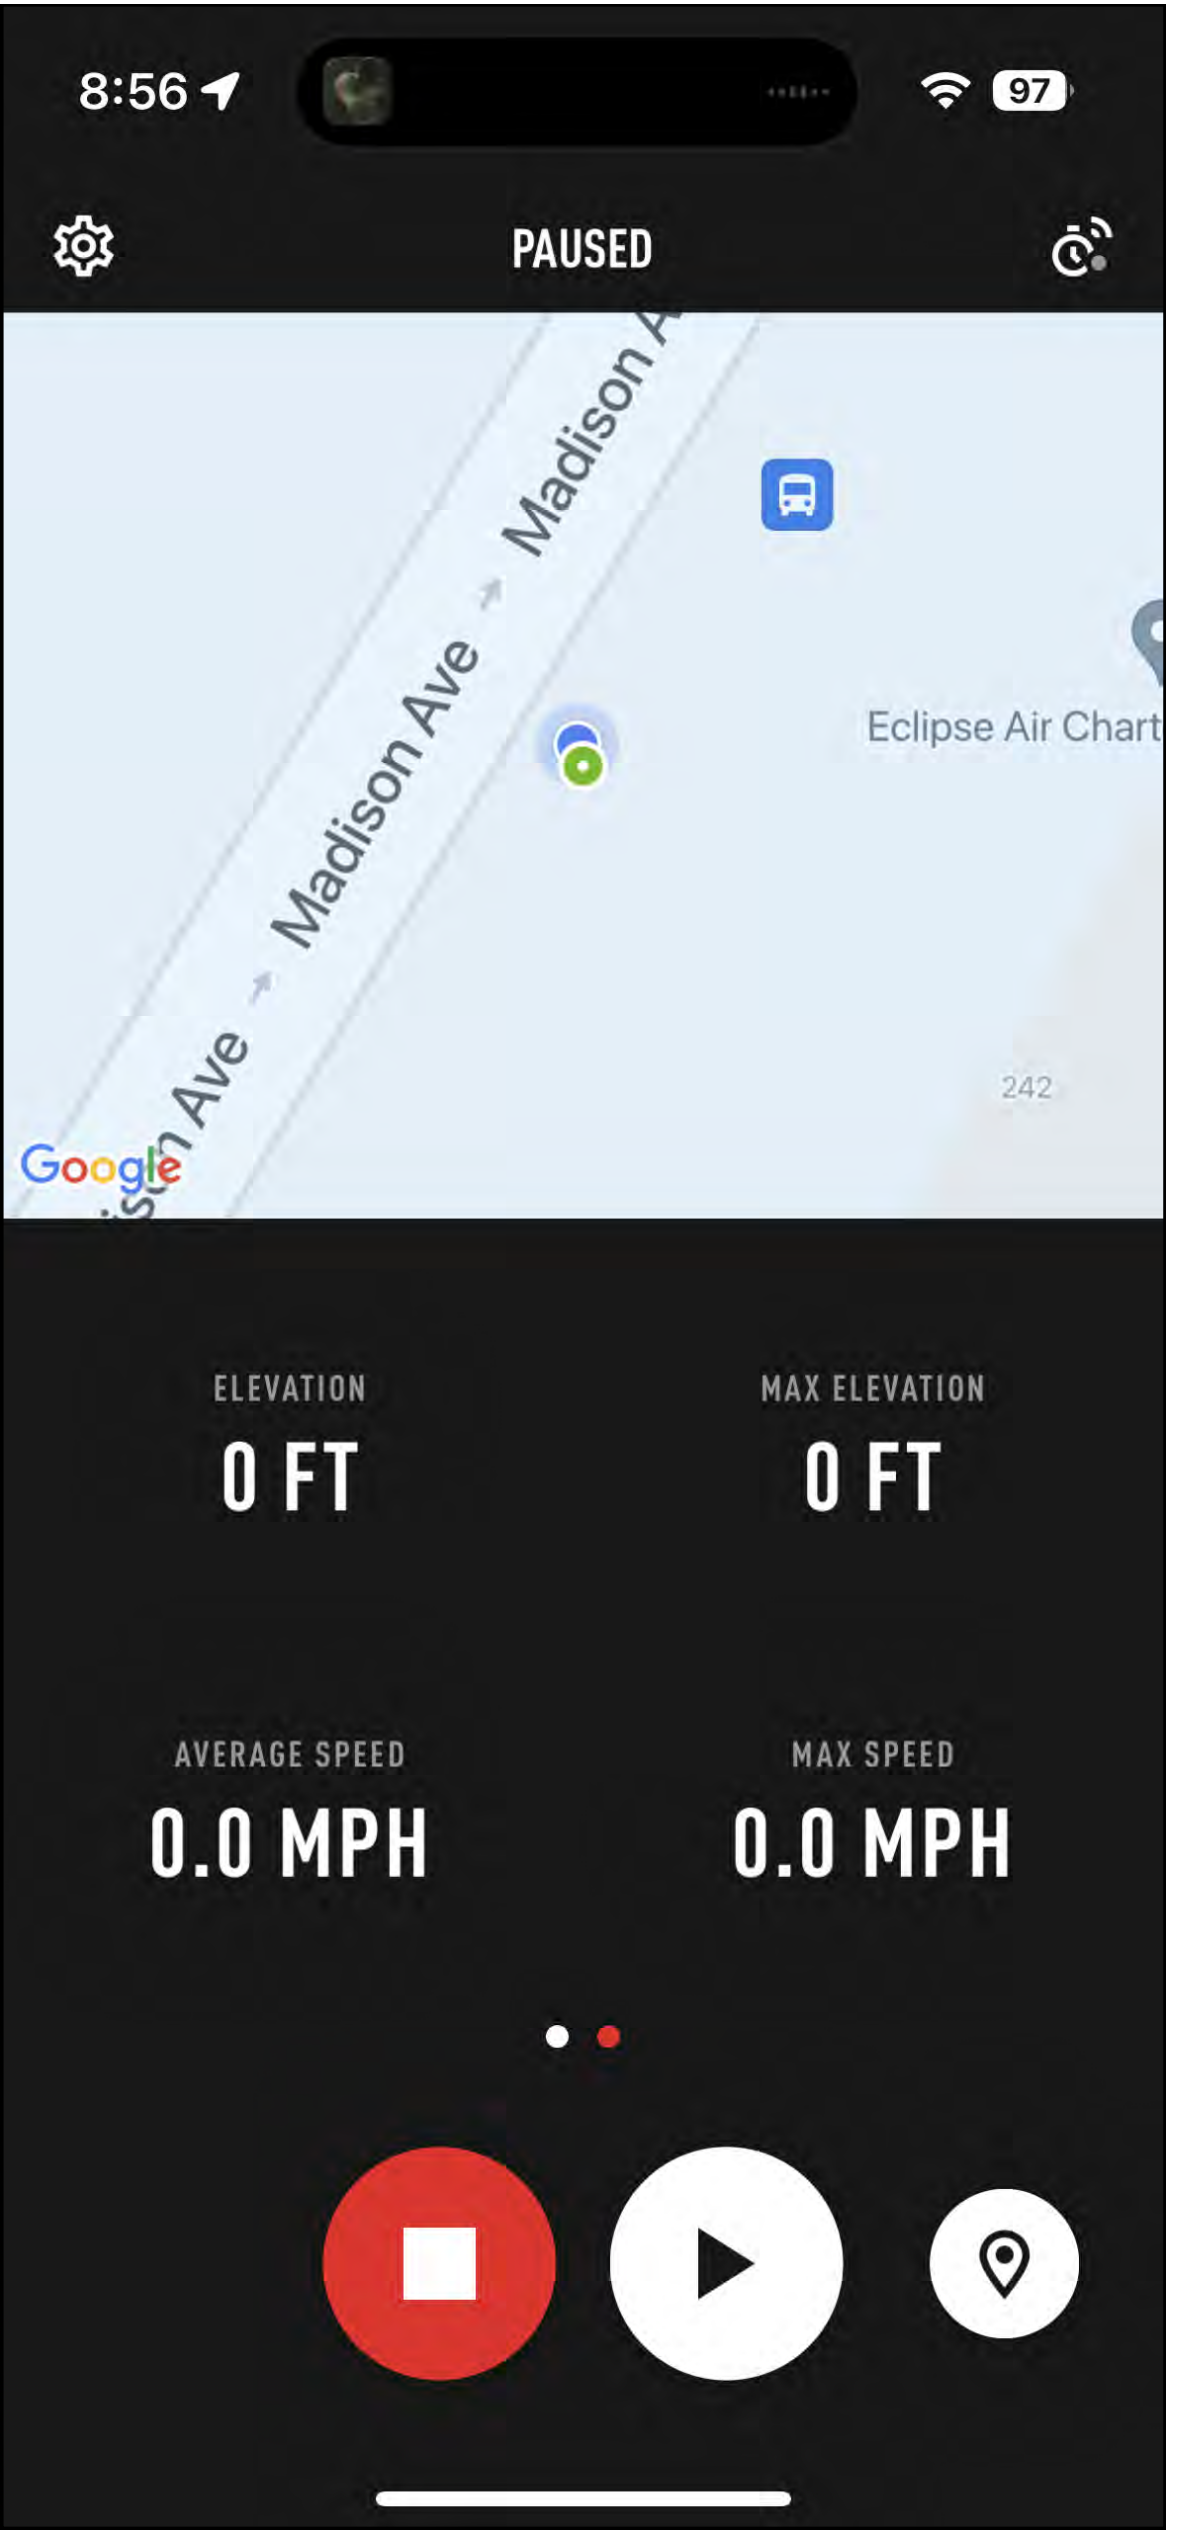 8:56
97
PAUSED
Madison A
Madison Ave
Ave
Eclipse Air Chart
242
Google
ELEVATION
MAX ELEVATION
0 FT
0 FT
AVERAGE SPEED
MAX SPEED
0.0 MPH
0.0 MPH